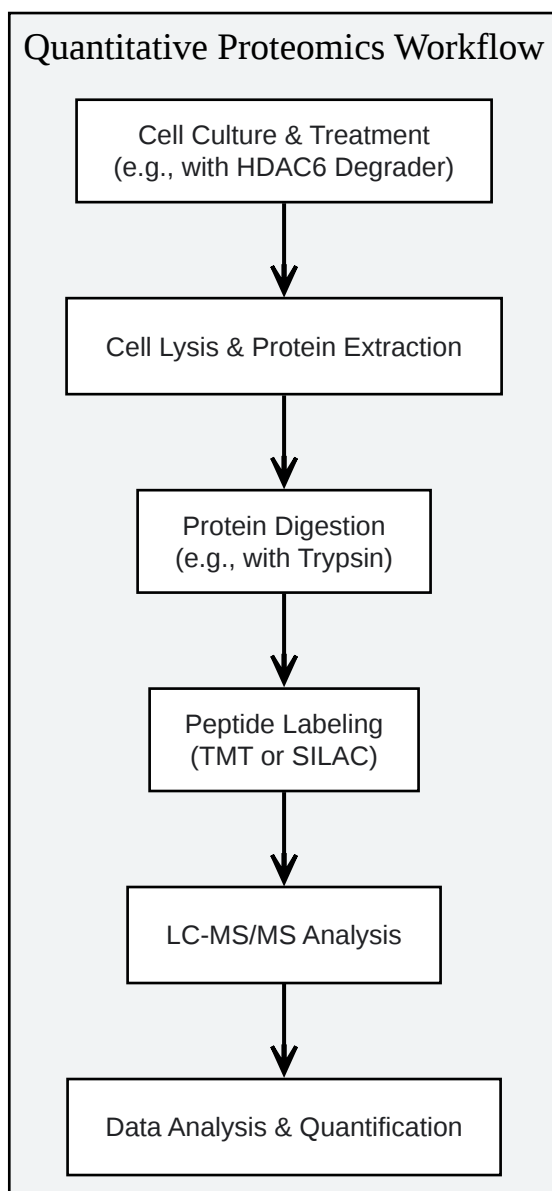 Quantitative Proteomics Workflow
Cell Culture & Treatment
(e.g., with HDAC6 Degrader)
Cell Lysis & Protein Extraction
Protein Digestion
(e.g., with Trypsin)
Peptide Labeling
(TMT or SILAC)
LC-MS/MS Analysis
Data Analysis & Quantification